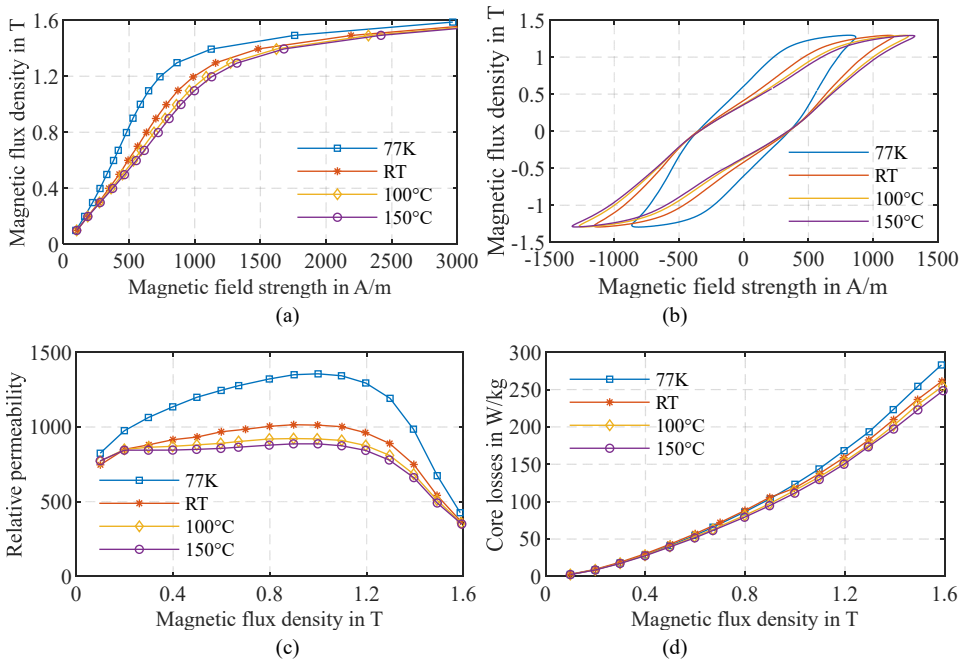 1.6
1.2
0.8
0.4
0
Magnetic flux density in T
77K
RT
100°C
150°C
500 1000 1500 2000 2500 3000
Magnetic field strength in A/m
(a)
1.5
1.0
0.5
0
-0.5
-1
-1.5
Magnetic flux density in T
77K
RT
100°C
150°C
-1500 -1000 -500 0 500 1000 1500
Magnetic field strength in A/m
(b)
1500
1000
500
0
Relative permeability
77K
RT
100°C
150°C
0 0.4 0.8 1.2 1.6
Magnetic flux density in T
(c)
300
250
200
150
100
50
0
Core losses in W/kg
77K
RT
100°C
150°C
0 0.4 0.8 1.2 1.6
Magnetic flux density in T
(d)